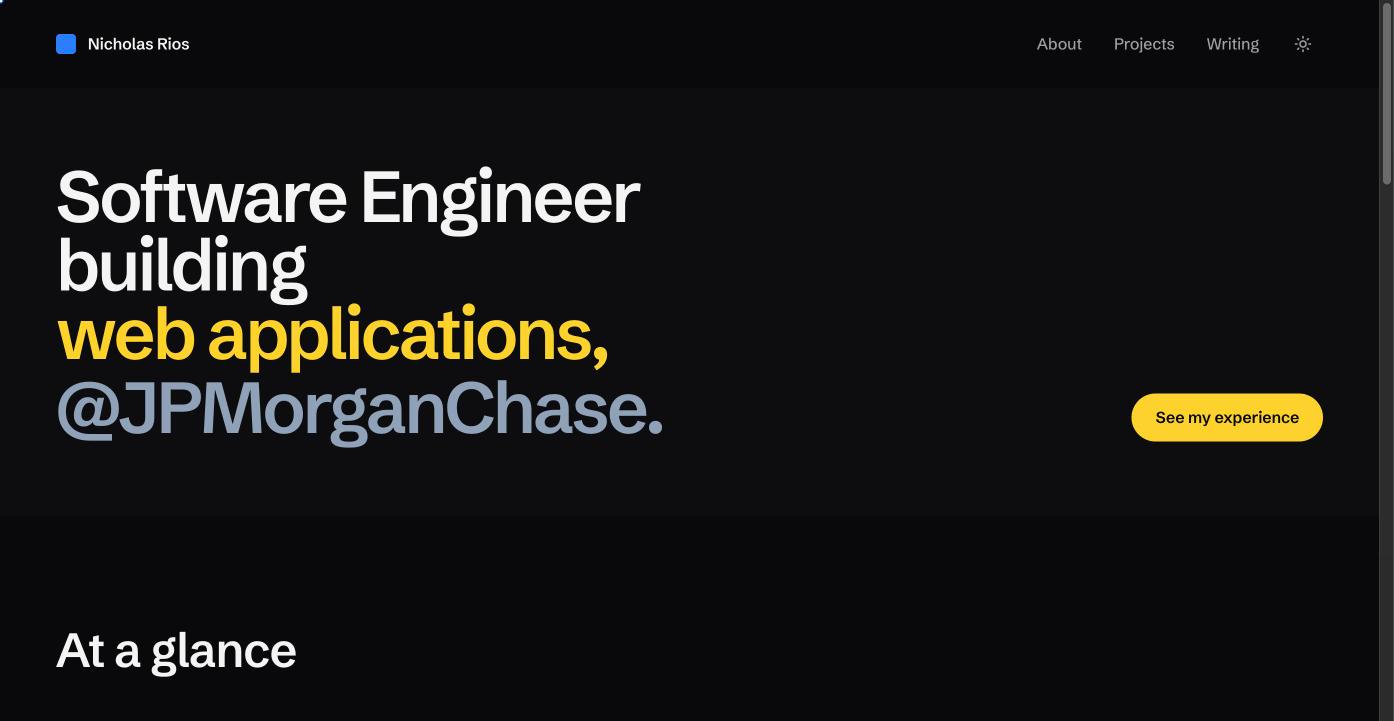 Nicholas Rios
About
Projects
Writing
Software Engineer
building
web applications,
@JPMorganChase.
See my experience
At a glance